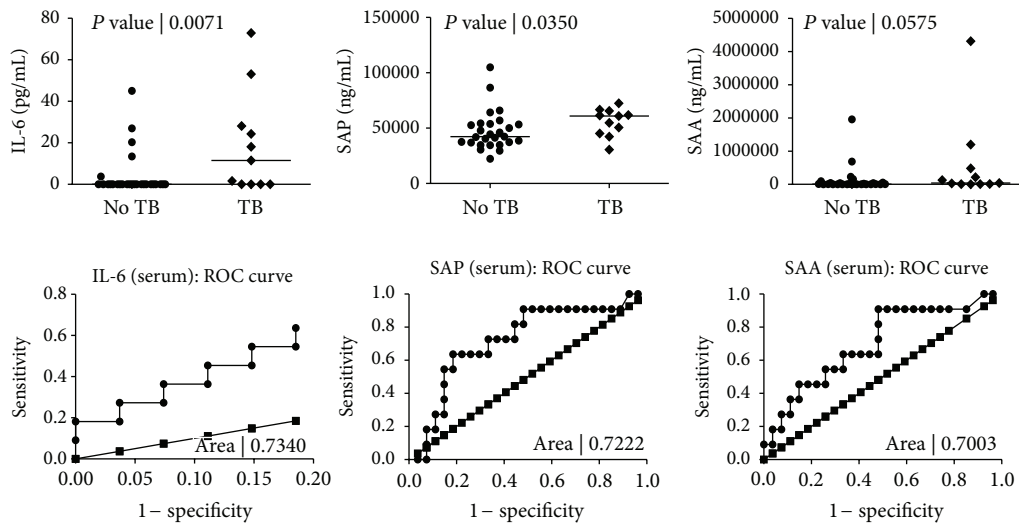 P value | 0.0071
IL-6 (pg/mL)
80
60
40
20
0
No TB
TB
P value | 0.0350
SAP (ng/mL)
150000
100000
50000
0
No TB
TB
P value | 0.0575
SAA (ng/mL)
5000000
4000000
3000000
2000000
1000000
0
No TB
TB
IL-6 (serum): ROC curve
Sensitivity
0.8
0.6
0.4
0.2
0.0
Area | 0.7340
0.00 0.05 0.10 0.15 0.20
1 − specificity
SAP (serum): ROC curve
Sensitivity
1.0
0.8
0.6
0.4
0.2
0.0
Area | 0.7222
0.0 0.2 0.4 0.6 0.8 1.0
1 − specificity
SAA (serum): ROC curve
Sensitivity
1.0
0.8
0.6
0.4
0.2
0.0
Area | 0.7003
0.0 0.2 0.4 0.6 0.8 1.0
1 − specificity